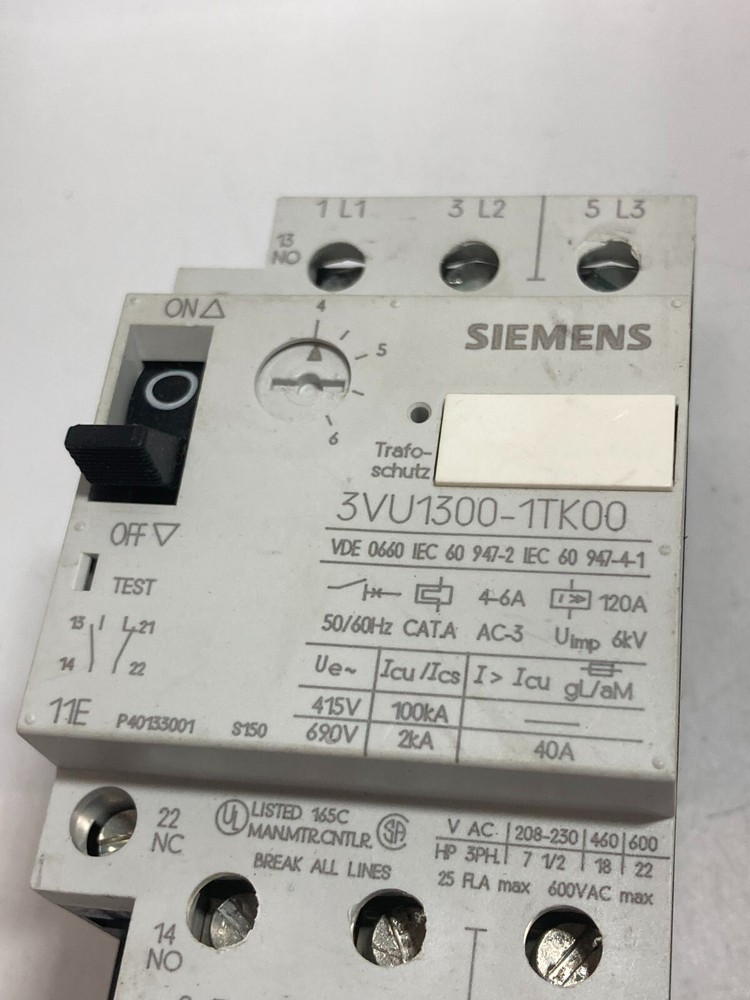 1 L1 3 L2 5 L3
13
NO
ON △
4
5
6
SIEMENS
Trafo-
schutz
3VU1300-1TK00
VDE 0660 IEC 60 947-2 IEC 60 947-4-1
4-6A I >> 120A
50/60Hz CAT.A AC-3 Uimp 6kV
Ue~ Icu/Ics I > Icu gL/aM
415V 100kA —
690V 2kA 40A
OFF ▽
TEST
13 21
14 22
11E P40133001 S150
22
NC
UL LISTED 165C SA
MAN.MTR.CNTLR.
BREAK ALL LINES
V AC 208-230 460 600
HP 3PH. 7 1/2 18 22
25 FLA max 600VAC max
14
NO